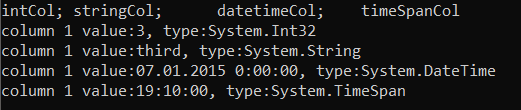 intCol; stringCol;      datetimeCol;    timeSpanCol
column 1 value:3, type:System.Int32
column 1 value:third, type:System.String
column 1 value:07.01.2015 0:00:00, type:System.DateTime
column 1 value:19:10:00, type:System.TimeSpan